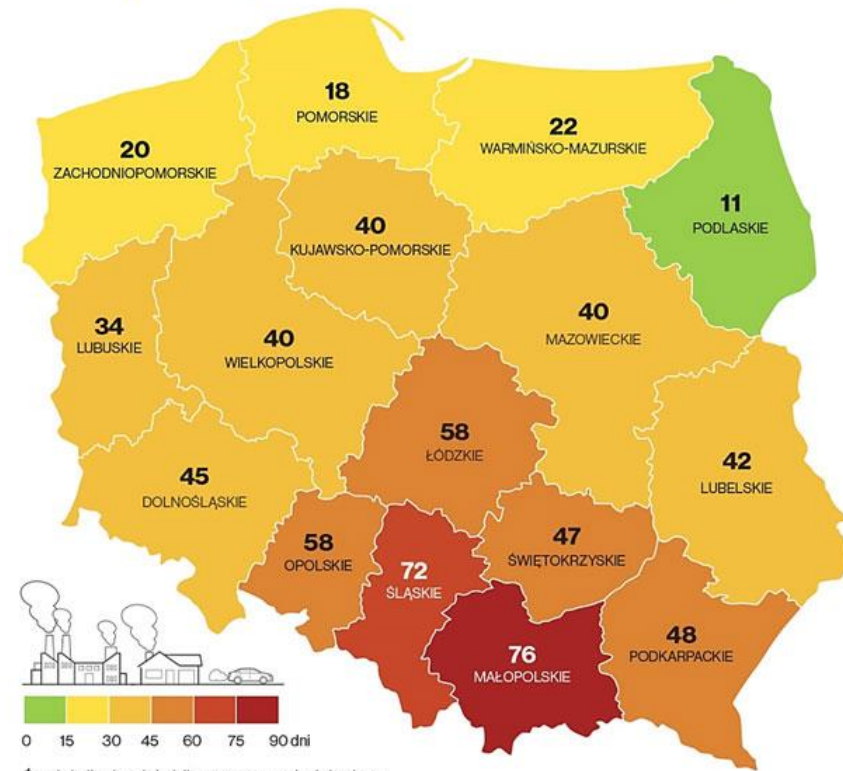 18
POMORSKIE
22
WARMIŃSKO-MAZURSKIE
20
ZACHODNIOPOMORSKIE
11
PODLASKIE
40
KUJAWSKO-POMORSKIE
34
LUBUSKIE
40
WIELKOPOLSKIE
40
MAZOWIECKIE
58
ŁÓDZKIE
42
LUBELSKIE
45
DOLNOŚLĄSKIE
58
OPOLSKIE
72
ŚLĄSKIE
47
ŚWIĘTOKRZYSKIE
76
MAŁOPOLSKIE
48
PODKARPACKIE
0 15 30 45 60 75 90 dni